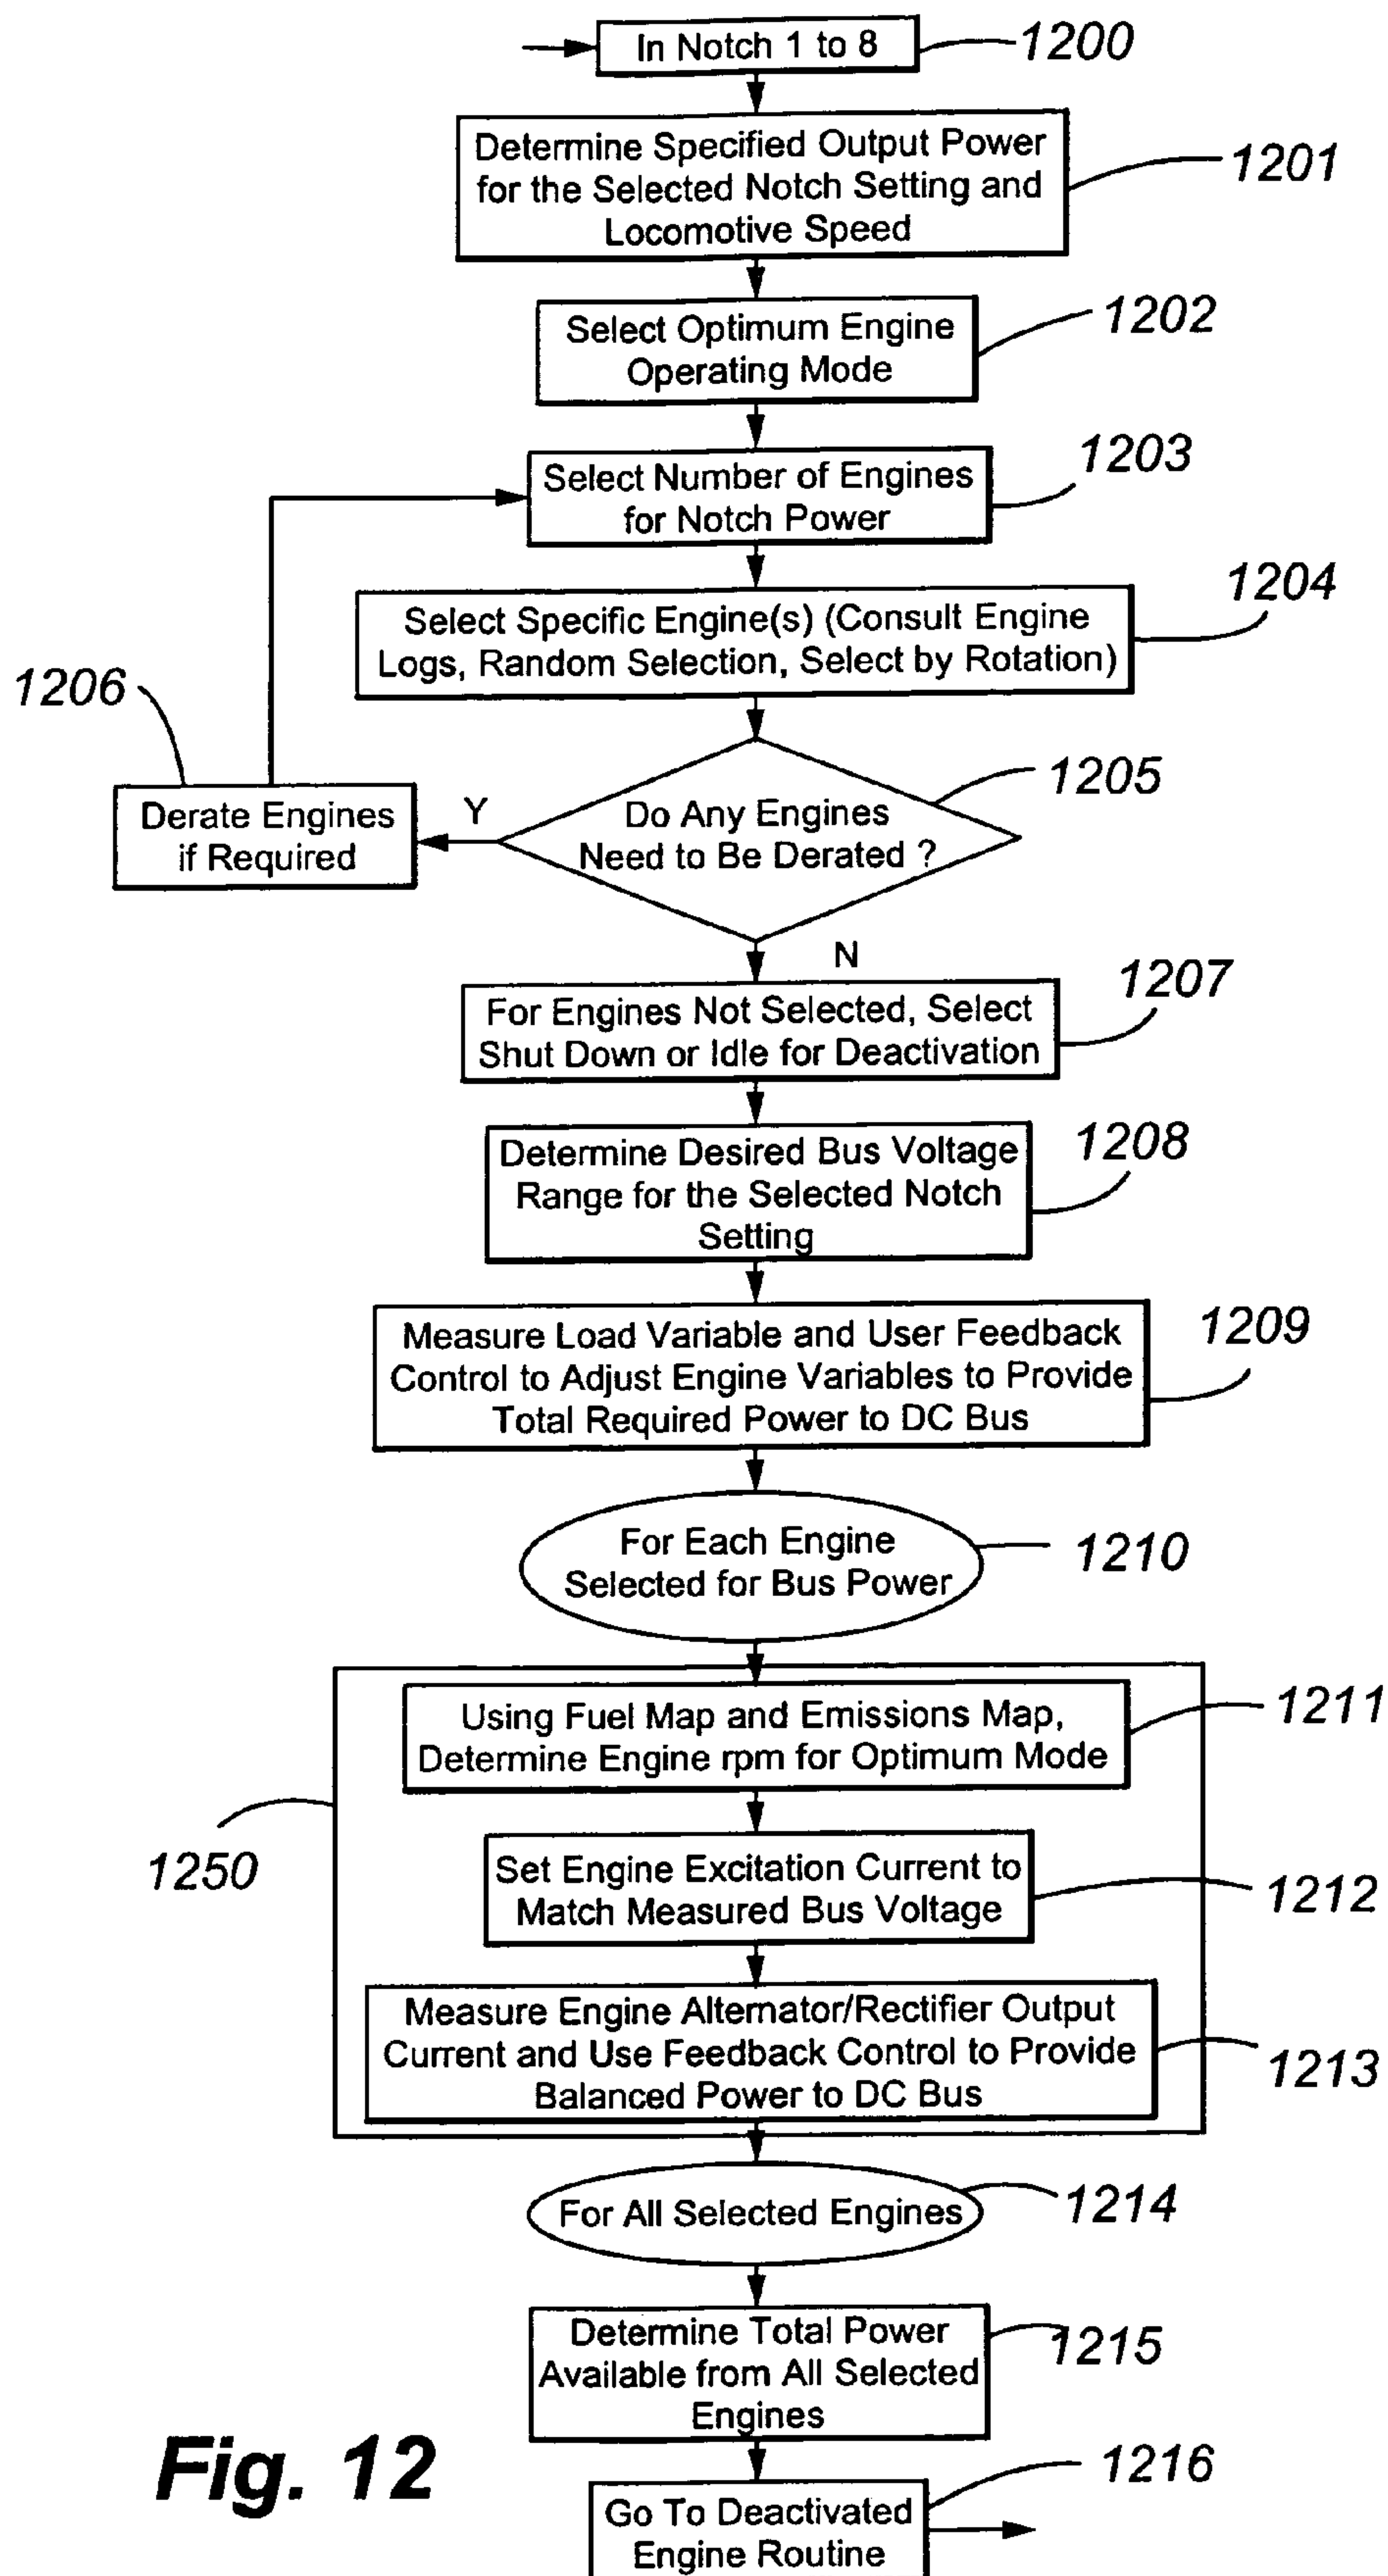 In Notch 1 to 8
1200
Determine Specified Output Power
for the Selected Notch Setting and
Locomotive Speed
1201
Select Optimum Engine
Operating Mode
1202
Select Number of Engines
for Notch Power
1203
Select Specific Engine(s) (Consult Engine
Logs, Random Selection, Select by Rotation)
1204
Do Any Engines
Need to Be Derated ?
1205
Y
Derate Engines
if Required
1206
N
For Engines Not Selected, Select
Shut Down or Idle for Deactivation
1207
Determine Desired Bus Voltage
Range for the Selected Notch
Setting
1208
Measure Load Variable and User Feedback
Control to Adjust Engine Variables to Provide
Total Required Power to DC Bus
1209
For Each Engine
Selected for Bus Power
1210
Using Fuel Map and Emissions Map,
Determine Engine rpm for Optimum Mode
1211
1250
Set Engine Excitation Current to
Match Measured Bus Voltage
1212
Measure Engine Alternator/Rectifier Output
Current and Use Feedback Control to Provide
Balanced Power to DC Bus
1213
For All Selected Engines
1214
Determine Total Power
Available from All Selected
Engines
1215
Go To Deactivated
Engine Routine
1216
Fig. 12